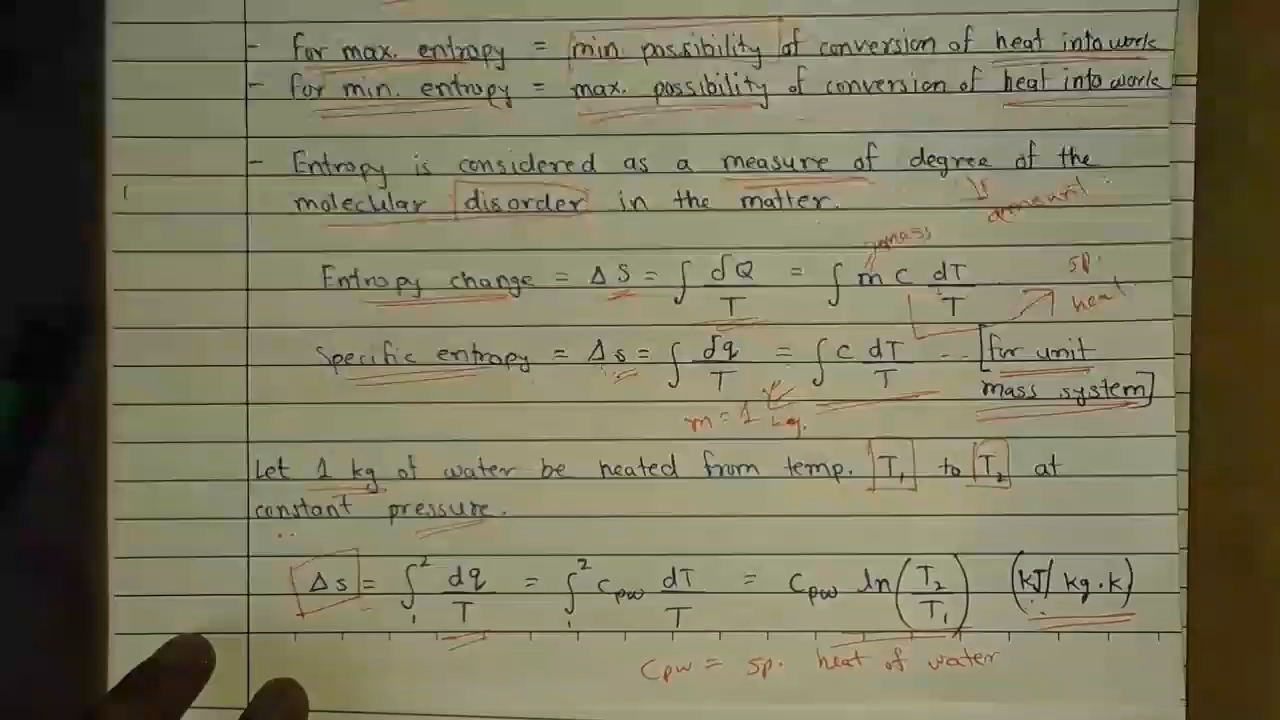 - For max. entropy = min. possibility of conversion of heat into work
- For min. entropy = max. possibility of conversion of heat into work
- Entropy is considered as a measure of degree of the
molecular disorder in the matter.
amount
mass
Entropy change = ΔS = ∫ δQ/T = ∫ m c dT/T
sp. heat
Specific entropy = Δs = ∫ δq/T = ∫ c dT/T -- [for unit
mass system]
m = 1 kg.
Let 1 kg of water be heated from temp. T₁ to T₂ at
constant pressure.
Δs = ∫₁² dq/T = ∫₁² Cpw dT/T = Cpw ln(T₂/T₁) (kJ/kg.k)
Cpw = sp. heat of water